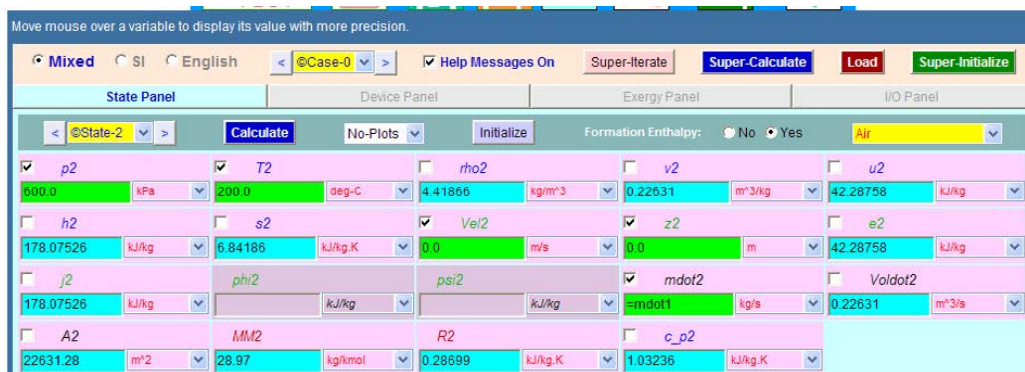 Move mouse over a variable to display its value with more precision.
Mixed SI English < ©Case-0 > Help Messages On Super-Iterate Super-Calculate Load Super-Initialize
State Panel Device Panel Exergy Panel I/O Panel
< ©State-2 > Calculate No-Plots Initialize Formation Enthalpy: No Yes Air
p2 T2 rho2 v2 u2
600.0 kPa 200.0 deg-C 4.41866 kg/m^3 0.22631 m^3/kg 42.28758 kJ/kg
h2 s2 Vel2 z2 e2
178.07526 kJ/kg 6.84186 kJ/kg.K 0.0 m/s 0.0 m 42.28758 kJ/kg
j2 phi2 psi2 mdot2 Voldot2
178.07526 kJ/kg kJ/kg kJ/kg =mdot1 kg/s 0.22631 m^3/s
A2 MM2 R2 c_p2
22631.28 m^2 28.97 kg/kmol 0.28699 kJ/kg.K 1.03236 kJ/kg.K